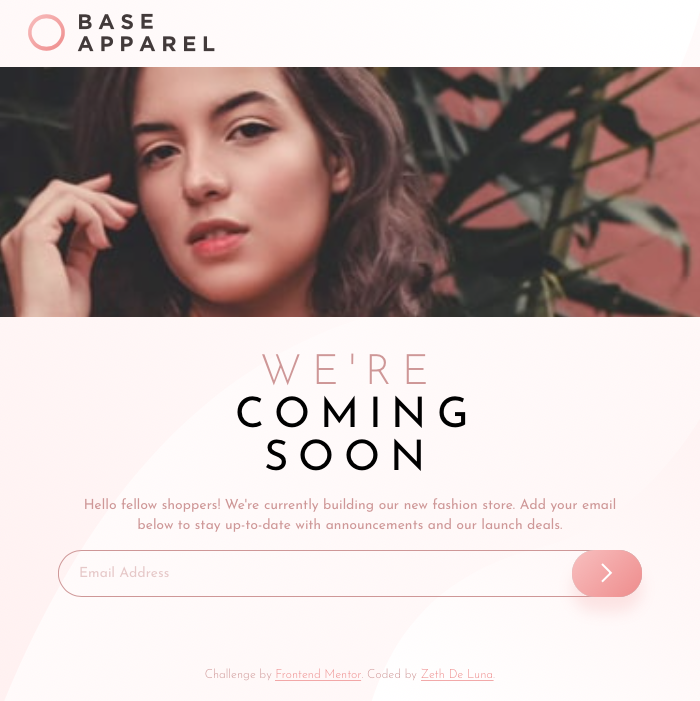 BASE
APPAREL
WE'RE
COMING
SOON
Hello fellow shoppers! We're currently building our new fashion store. Add your email
below to stay up-to-date with announcements and our launch deals.
Email Address
Challenge by Frontend Mentor. Coded by Zeth De Luna.